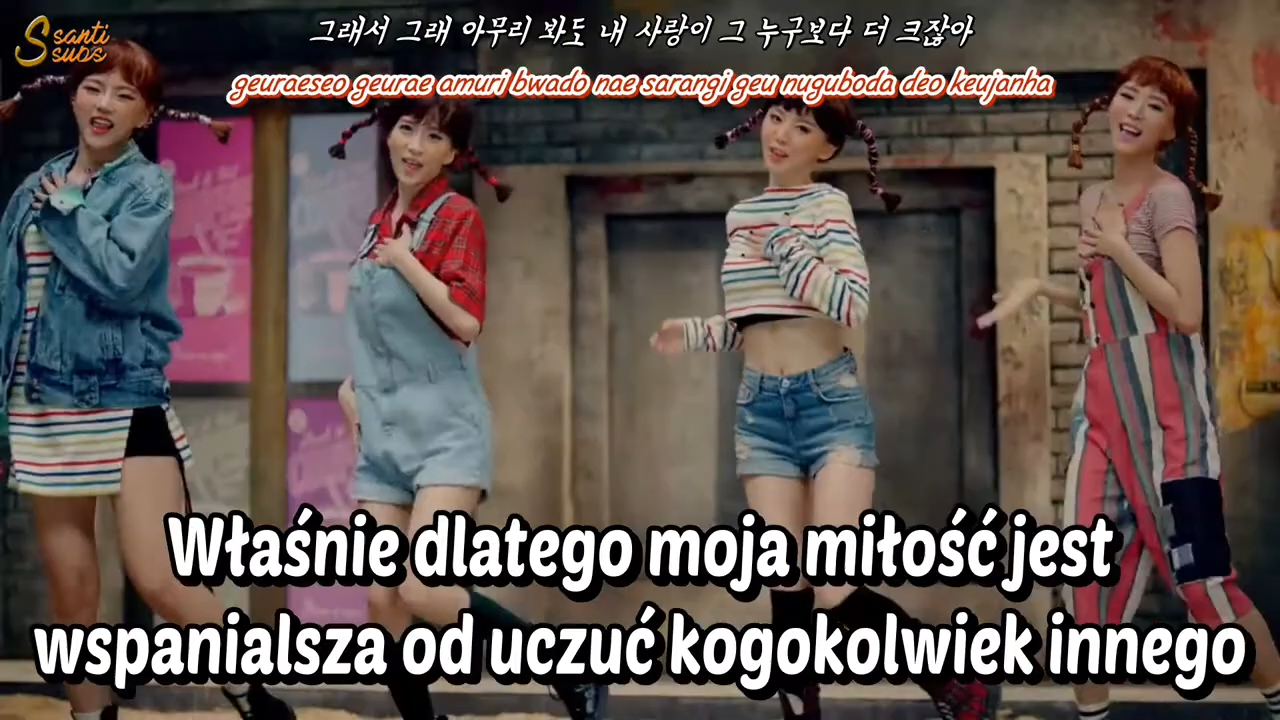 Ssanti
subs
그래서 그래 아무리 봐도 내 사랑이 그 누구보다 더 크잖아
geuraeseo geurae amuri bwado nae sarangi geu nuguboda deo keujanha
Właśnie dlatego moja miłość jest
wspanialsza od uczuć kogokolwiek innego